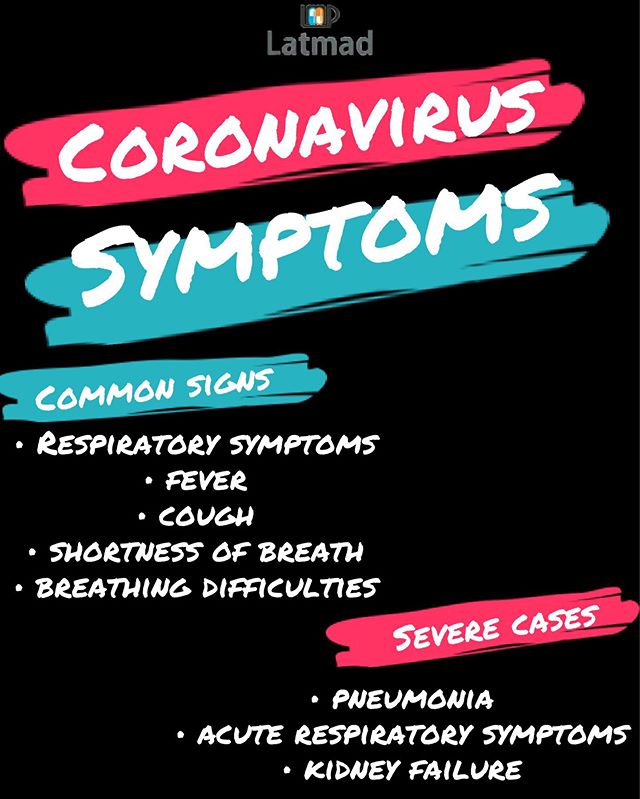 Latmad
CORONAVIRUS
SYMPTOMS
COMMON SIGNS
• RESPIRATORY SYMPTOMS
• FEVER
• COUGH
• SHORTNESS OF BREATH
• BREATHING DIFFICULTIES
SEVERE CASES
• PNEUMONIA
• ACUTE RESPIRATORY SYMPTOMS
• KIDNEY FAILURE